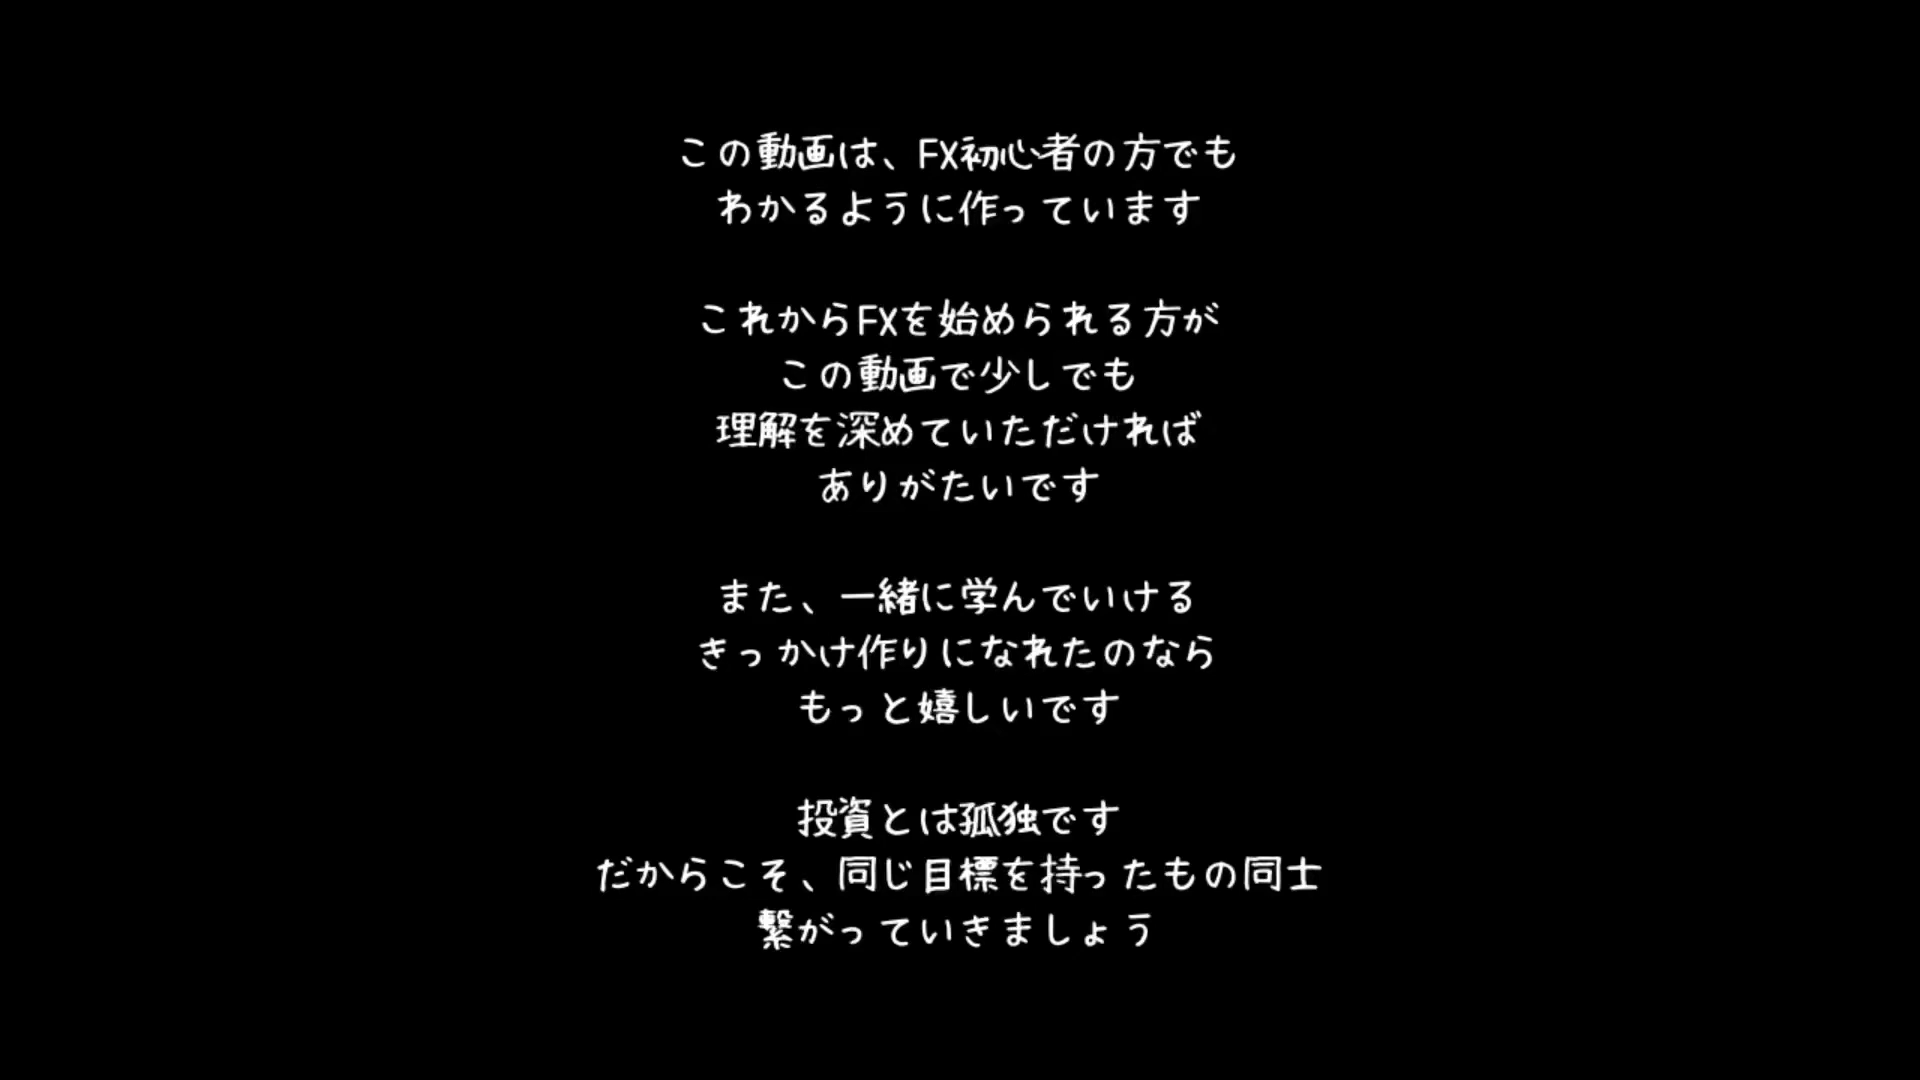 この動画は、FX初心者の方でも
わかるように作っています
これからFXを始められる方が
この動画で少しでも
理解を深めていただければ
ありがたいです
また、一緒に学んでいける
きっかけ作りになれたのなら
もっと嬉しいです
投資とは孤独です
だからこそ、同じ目標を持ったもの同士
繋がっていきましょう